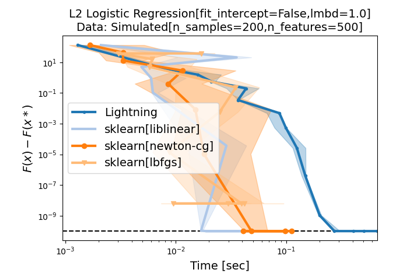 L2 Logistic Regression[fit_intercept=False,lmbd=1.0]
Data: Simulated[n_samples=200,n_features=500]
F(x) − F(x*)
10¹
10⁻¹
10⁻³
10⁻⁵
10⁻⁷
10⁻⁹
Lightning
sklearn[liblinear]
sklearn[newton-cg]
sklearn[lbfgs]
10⁻³
10⁻²
10⁻¹
Time [sec]